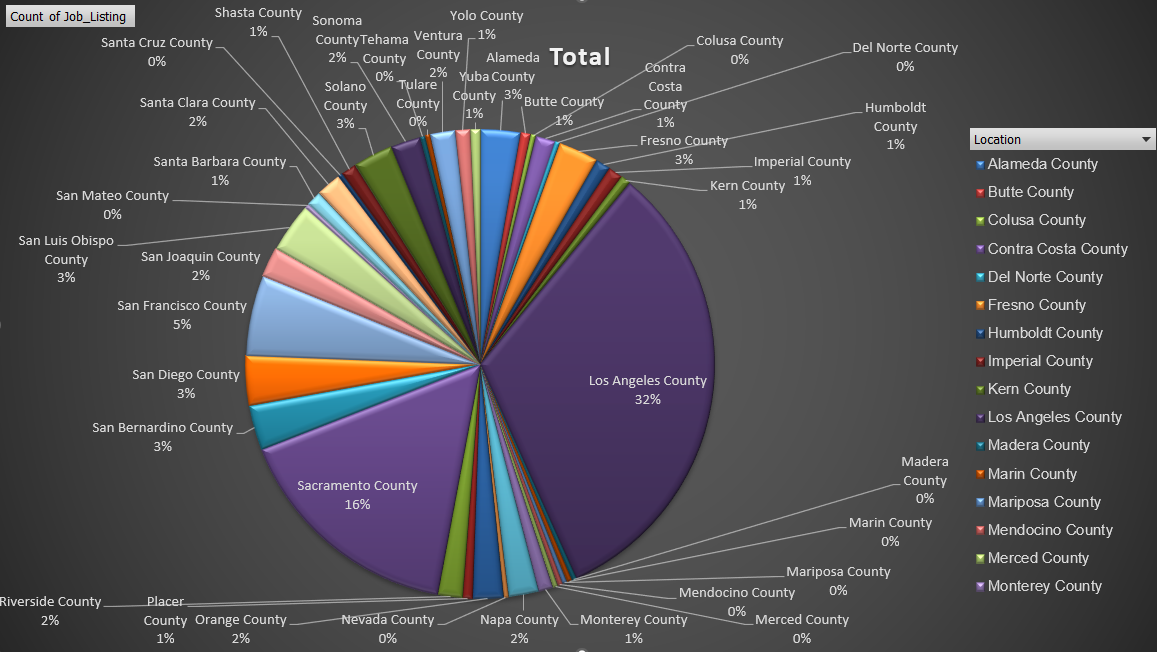 Count of Job_Listing
Total
Shasta County
1%
Sonoma
County
2%
Tehama
County
0%
Ventura
County
2%
Yolo County
1%
Santa Cruz County
0%
Solano
County
3%
Tulare
County
0%
Yuba
County
1%
Alameda
County
3%
Butte County
1%
Colusa County
0%
Contra
Costa
County
1%
Del Norte County
0%
Fresno County
3%
Humboldt
County
1%
Imperial County
1%
Kern County
1%
Los Angeles County
32%
Madera
County
0%
Marin County
0%
Mariposa County
0%
Mendocino County
0%
Merced County
0%
Monterey County
1%
Napa County
2%
Nevada County
0%
Orange County
2%
Placer
County
1%
Riverside County
2%
Sacramento County
16%
San Bernardino County
3%
San Diego County
3%
San Francisco County
5%
San Joaquin County
2%
San Luis Obispo
County
3%
San Mateo County
0%
Santa Barbara County
1%
Santa Clara County
2%
Location
Alameda County
Butte County
Colusa County
Contra Costa County
Del Norte County
Fresno County
Humboldt County
Imperial County
Kern County
Los Angeles County
Madera County
Marin County
Mariposa County
Mendocino County
Merced County
Monterey County